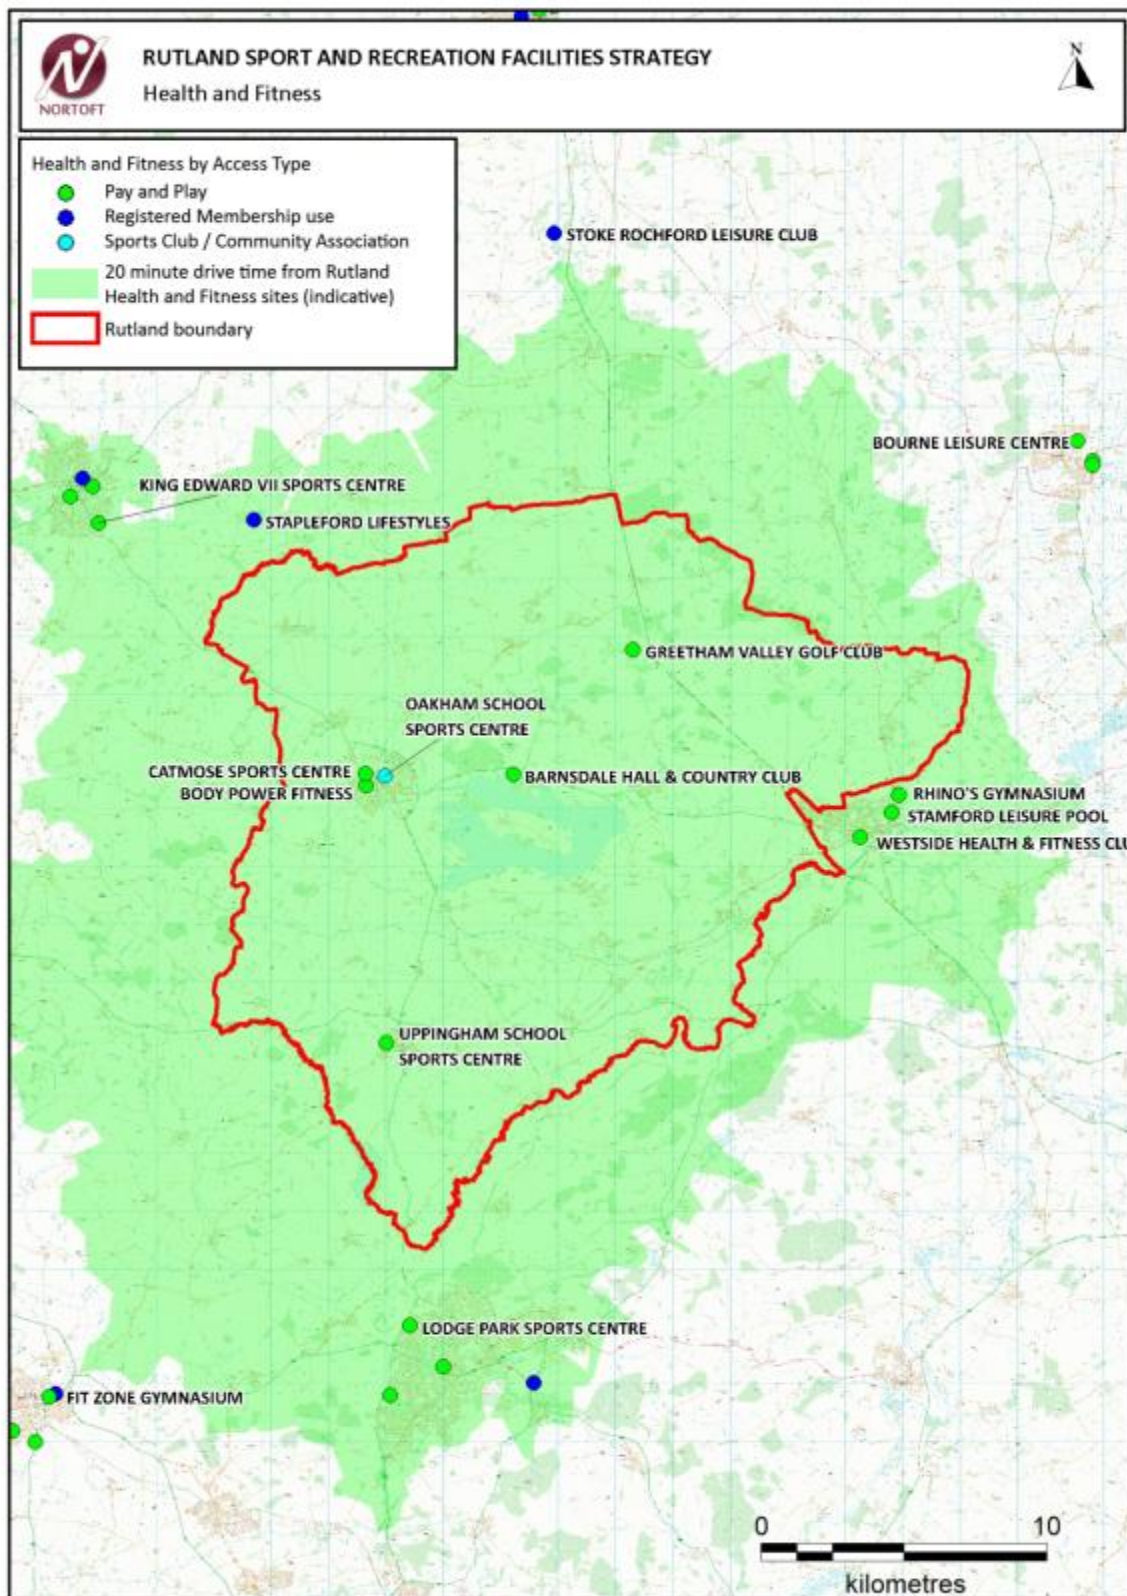 RUTLAND SPORT AND RECREATION FACILITIES STRATEGY
Health and Fitness
NORTOFT
N
Health and Fitness by Access Type
Pay and Play
Registered Membership use
Sports Club / Community Association
20 minute drive time from Rutland
Health and Fitness sites (indicative)
Rutland boundary
STOKE ROCHFORD LEISURE CLUB
BOURNE LEISURE CENTRE
KING EDWARD VII SPORTS CENTRE
STAPLEFORD LIFESTYLES
GREETHAM VALLEY GOLF CLUB
OAKHAM SCHOOL
SPORTS CENTRE
CATMOSE SPORTS CENTRE
BODY POWER FITNESS
BARNSDALE HALL & COUNTRY CLUB
RHINO'S GYMNASIUM
STAMFORD LEISURE POOL
WESTSIDE HEALTH & FITNESS CLU
UPPINGHAM SCHOOL
SPORTS CENTRE
LODGE PARK SPORTS CENTRE
FIT ZONE GYMNASIUM
0 10
kilometres